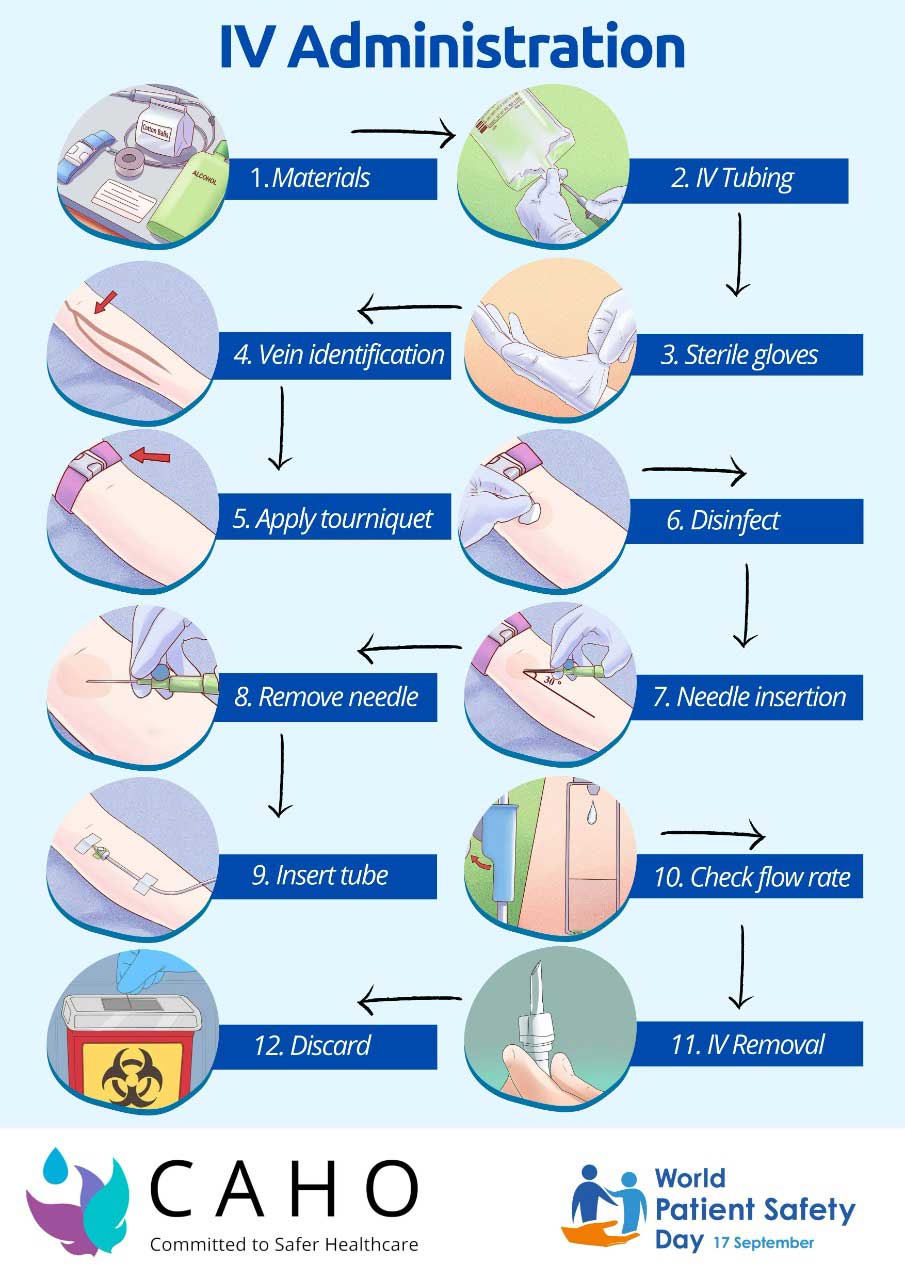 IV Administration
Cotton Balls
ALCOHOL
1. Materials
2. IV Tubing
3. Sterile gloves
4. Vein identification
5. Apply tourniquet
6. Disinfect
30°
7. Needle insertion
8. Remove needle
9. Insert tube
10. Check flow rate
11. IV Removal
12. Discard
CAHO
Committed to Safer Healthcare
World
Patient Safety
Day 17 September